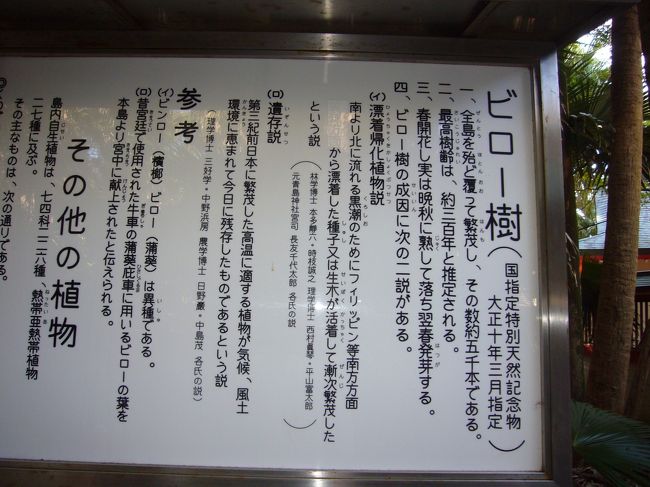 ビロー樹
(国指定特別天然記念物
大正十年三月指定)
一、全島を殆ど覆って繁茂し、その数約五千本である。
二、最高樹齢は、約三百年と推定される。
三、春開花し実は晩秋に熟して落ち翌春発芽する。
四、ビロー樹の成因に次の二説がある。
(イ)漂着帰化植物説
南より北に流れる黒潮のためにフィリッピン等南方方面
から漂着した種子又は生木が活着して漸次繁茂した
という説
(林学博士 本多靜六・時枝誠之 理学博士 西村眞琴・平山富太郎
元青島神社宮司 長友千代太郎 各氏の説)
(ロ)遺存説
第三紀前日本に繁茂した高温に適する植物が気候、風土
環境に恵まれて今日に残存したものであるという説
(理学博士 三好学・中野浜房 農学博士 日野巌・中島茂 各氏の説)
参考
(イ)ビンロー(檳榔)ビロー(蒲葵)は異種である。
(ロ)昔宮廷で使用された牛車の蒲葵庇車に用いるビローの葉を
本島より宮中に献上されたと伝えられる。
その他の植物
島内自生植物は、七四科二二六種、熱帯亜熱帯植物
二七種に及ぶ。
その主なものは、次の通りである。